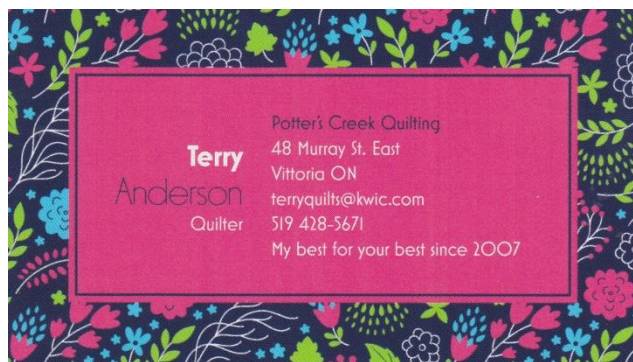 Terry
Anderson
Quilter
Potter's Creek Quilting
48 Murray St. East
Vittoria ON
terryquilts@kwic.com
519 428-5671
My best for your best since 2007